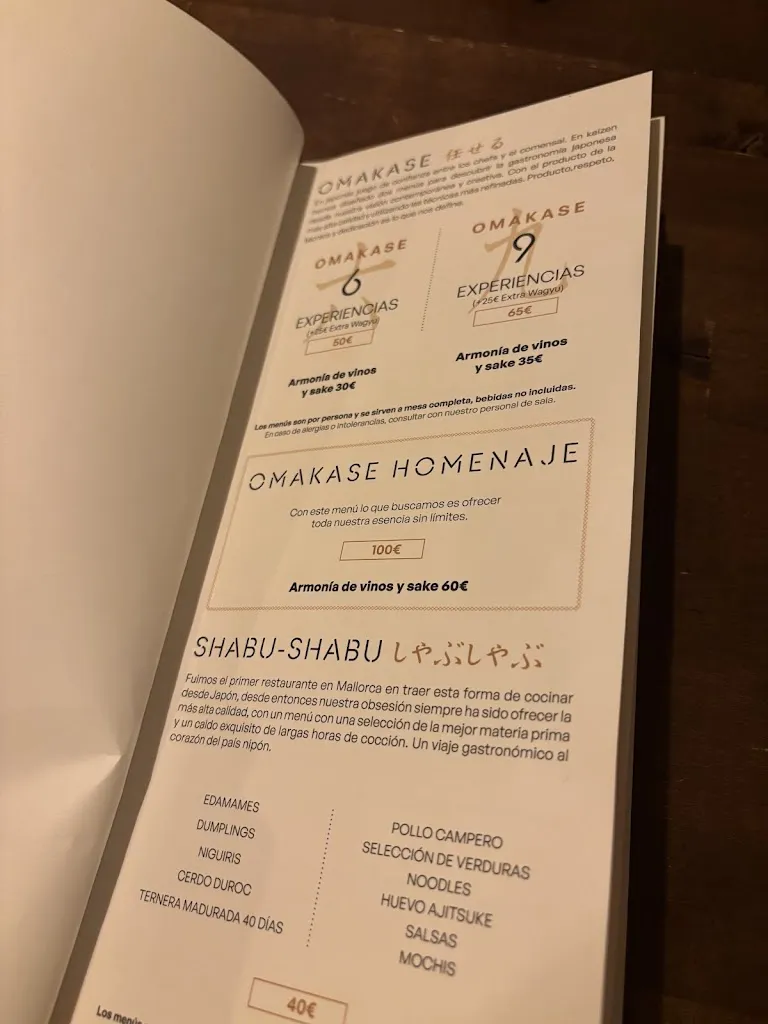 OMAKASE 任せる
En japonés juego de confianza entre los chefs y el comensal. En kaizen
hemos diseñado dos menús para descubrir la gastronomía japonesa
desde nuestra visión contemporánea y creativa. Con el producto de la
más alta calidad y utilizando las técnicas más refinadas. Producto, respeto,
técnica y dedicación es lo que nos define.
OMAKASE
六
6
EXPERIENCIAS
Extra Wagyu)
50€
Armonía de vinos
y sake 30€
OMAKASE
九
9
EXPERIENCIAS
(+25€ Extra Wagyu)
65€
Armonía de vinos
y sake 35€
Los menús son por persona y se sirven a mesa completa, bebidas no incluidas.
En caso de alergias o intolerancias, consultar con nuestro personal de sala.
OMAKASE HOMENAJE
Con este menú lo que buscamos es ofrecer
toda nuestra esencia sin límites.
100€
Armonía de vinos y sake 60€
SHABU-SHABU しゃぶしゃぶ
Fuimos el primer restaurante en Mallorca en traer esta forma de cocinar
desde Japón, desde entonces nuestra obsesión siempre ha sido ofrecer la
más alta calidad, con un menú con una selección de la mejor materia prima
y un caldo exquisito de largas horas de cocción. Un viaje gastronómico al
corazón del país nipón.
EDAMAMES
DUMPLINGS
NIGUIRIS
CERDO DUROC
TERNERA MADURADA 40 DÍAS
POLLO CAMPERO
SELECCIÓN DE VERDURAS
NOODLES
HUEVO AJITSUKE
SALSAS
MOCHIS
40€
Los menús